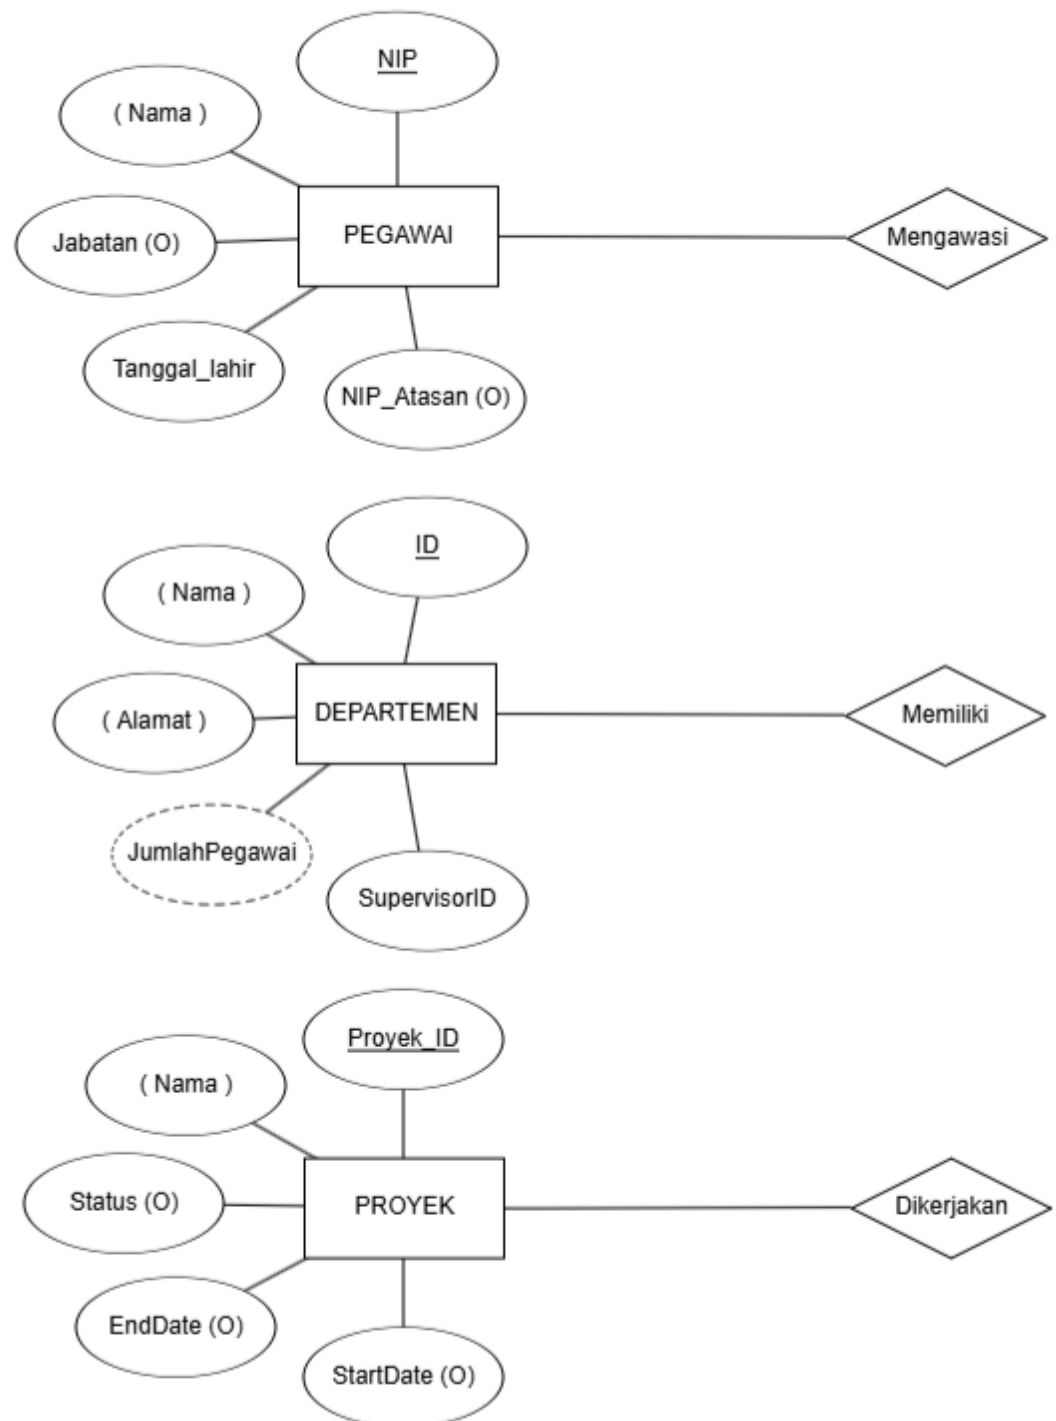 NIP
( Nama )
Jabatan (O)
PEGAWAI
Mengawasi
Tanggal_lahir
NIP_Atasan (O)
ID
( Nama )
( Alamat )
DEPARTEMEN
Memiliki
JumlahPegawai
SupervisorID
Proyek_ID
( Nama )
Status (O)
PROYEK
Dikerjakan
EndDate (O)
StartDate (O)